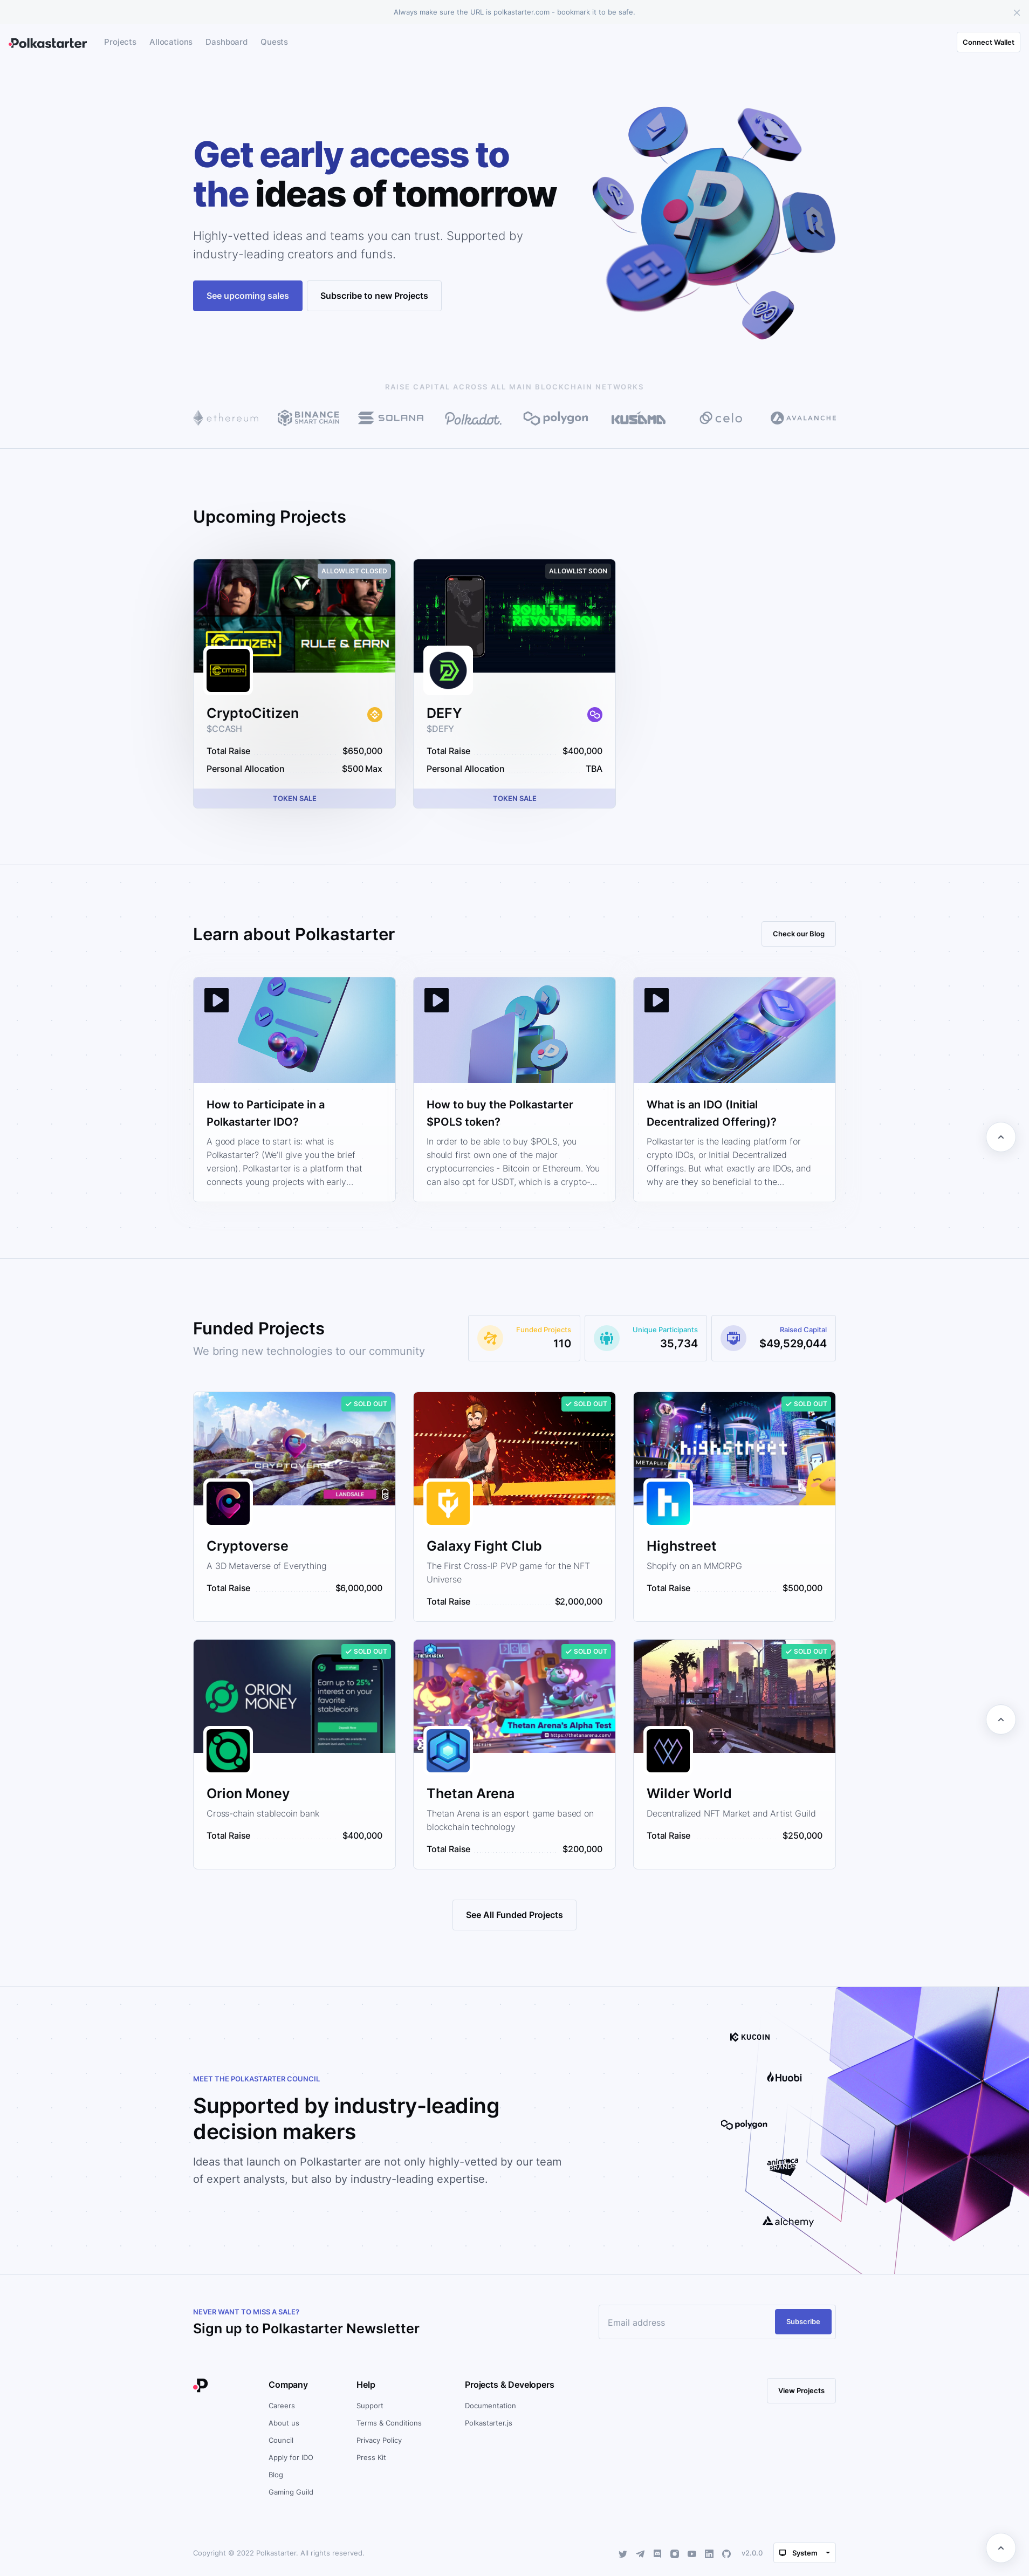 Always make sure the URL is polkastarter.com - bookmark it to be safe.
Polkastarter
Projects
Allocations
Dashboard
Quests
Connect Wallet
Get early access to
the ideas of tomorrow
Highly-vetted ideas and teams you can trust. Supported by
industry-leading creators and funds.
See upcoming sales
Subscribe to new Projects
RAISE CAPITAL ACROSS ALL MAIN BLOCKCHAIN NETWORKS
ethereum
BINANCE
SMART CHAIN
SOLANA
Polkadot.
polygon
KUSAMA
celo
AVALANCHE
Upcoming Projects
ALLOWLIST CLOSED
CITIZEN
RULE & EARN
CITIZEN
CryptoCitizen
$CCASH
Total Raise
$650,000
Personal Allocation
$500 Max
TOKEN SALE
ALLOWLIST SOON
JOIN THE
REVOLUTION
DEFY
$DEFY
Total Raise
$400,000
Personal Allocation
TBA
TOKEN SALE
Learn about Polkastarter
Check our Blog
How to Participate in a
Polkastarter IDO?
A good place to start is: what is
Polkastarter? (We'll give you the brief
version). Polkastarter is a platform that
connects young projects with early...
How to buy the Polkastarter
$POLS token?
In order to be able to buy $POLS, you
should first own one of the major
cryptocurrencies - Bitcoin or Ethereum. You
can also opt for USDT, which is a crypto-...
What is an IDO (Initial
Decentralized Offering)?
Polkastarter is the leading platform for
crypto IDOs, or Initial Decentralized
Offerings. But what exactly are IDOs, and
why are they so beneficial to the...
Funded Projects
We bring new technologies to our community
Funded Projects
110
Unique Participants
35,734
Raised Capital
$49,529,044
SOLD OUT
CRYPTOVERSE
LANDSALE
Cryptoverse
A 3D Metaverse of Everything
Total Raise
$6,000,000
SOLD OUT
Galaxy Fight Club
The First Cross-IP PVP game for the NFT
Universe
Total Raise
$2,000,000
SOLD OUT
highstreet
METAFLEX
Highstreet
Shopify on an MMORPG
Total Raise
$500,000
SOLD OUT
ORION
MONEY
Earn up to 25%*
interest on your
favorite
stablecoins
Orion Money
Cross-chain stablecoin bank
Total Raise
$400,000
SOLD OUT
THETAN ARENA
Thetan Arena's Alpha Test
https://thetanarena.com/
Thetan Arena
Thetan Arena is an esport game based on
blockchain technology
Total Raise
$200,000
SOLD OUT
Wilder World
Decentralized NFT Market and Artist Guild
Total Raise
$250,000
See All Funded Projects
MEET THE POLKASTARTER COUNCIL
Supported by industry-leading
decision makers
Ideas that launch on Polkastarter are not only highly-vetted by our team
of expert analysts, but also by industry-leading expertise.
KUCOIN
Huobi
polygon
animoca
BRANDS
alchemy
NEVER WANT TO MISS A SALE?
Sign up to Polkastarter Newsletter
Email address
Subscribe
Company
Careers
About us
Council
Apply for IDO
Blog
Gaming Guild
Help
Support
Terms & Conditions
Privacy Policy
Press Kit
Projects & Developers
Documentation
Polkastarter.js
View Projects
Copyright © 2022 Polkastarter. All rights reserved.
v2.0.0
System